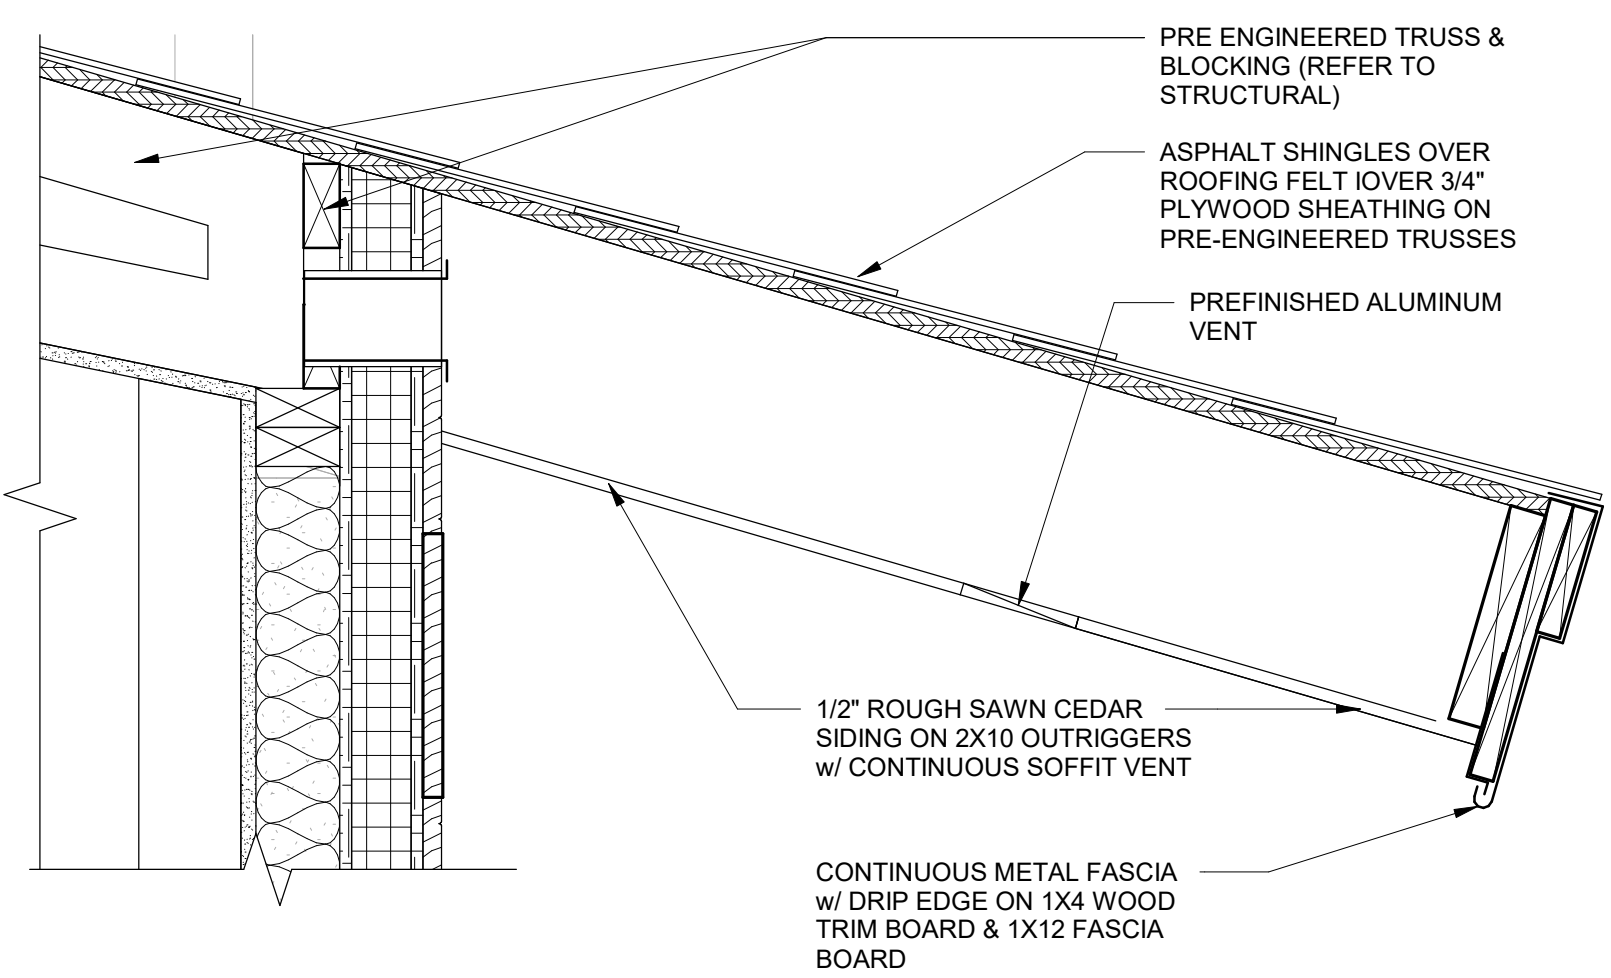 PRE ENGINEERED TRUSS &
BLOCKING (REFER TO
STRUCTURAL)
ASPHALT SHINGLES OVER
ROOFING FELT IOVER 3/4"
PLYWOOD SHEATHING ON
PRE-ENGINEERED TRUSSES
PREFINISHED ALUMINUM
VENT
1/2" ROUGH SAWN CEDAR
SIDING ON 2X10 OUTRIGGERS
w/ CONTINUOUS SOFFIT VENT
CONTINUOUS METAL FASCIA
w/ DRIP EDGE ON 1X4 WOOD
TRIM BOARD & 1X12 FASCIA
BOARD